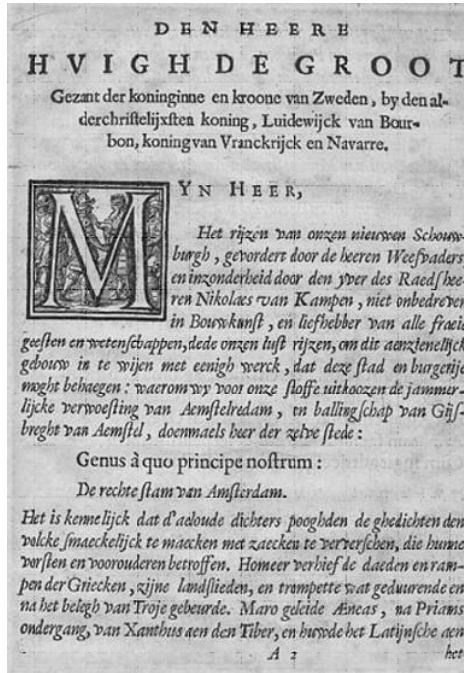 DEN HEERE
HVIGH DE GROOT
Gezant der koninginne en kroone van Zweden, by den al-
derchristelijxsten koning, Luidewijck van Bour-
bon, koning van Vranckrijck en Navarre.
MYN HEER,
Het rijzen van onzen nieuwen Schouw-
burgh, gevordert door de heeren Weesvaders
en inzonderheid door den yver des Raedshee-
ren Nikolaes van Kampen, niet onbedreven
in Bouwkunst, en liefhebber van alle fraeie
geesten en wetenschappen, dede onzen lust rijzen, om dit aenzienelijck
gebouw in te wijen met eenigh werck, dat deze stad en burgerije
moght behaegen: waerom wy voor onze stoffe uitkoozen de jammer-
lijcke verwoesting van Aemstelredam, en ballingschap van Gijs-
breght van Aemstel, doenmaels heer der zelve stede:
Genus à quo principe nostrum:
De rechte stam van Amsterdam.
Het is kennelijck dat d'aeloude dichters pooghden de ghedichten den
volcke smaeckelijck te maecken met zaecken te ververschen, die hunne
vorsten en voorouderen betroffen. Homeer verhief de daeden en ram-
pen der Griecken, zijne landslieden, en trompette wat geduurende en
na het belegh van Troje gebeurde. Maro geleide Æneas, na Priams
ondergang, van Xanthus aen den Tiber, en huwde het Latijnsche aen
A 2 het